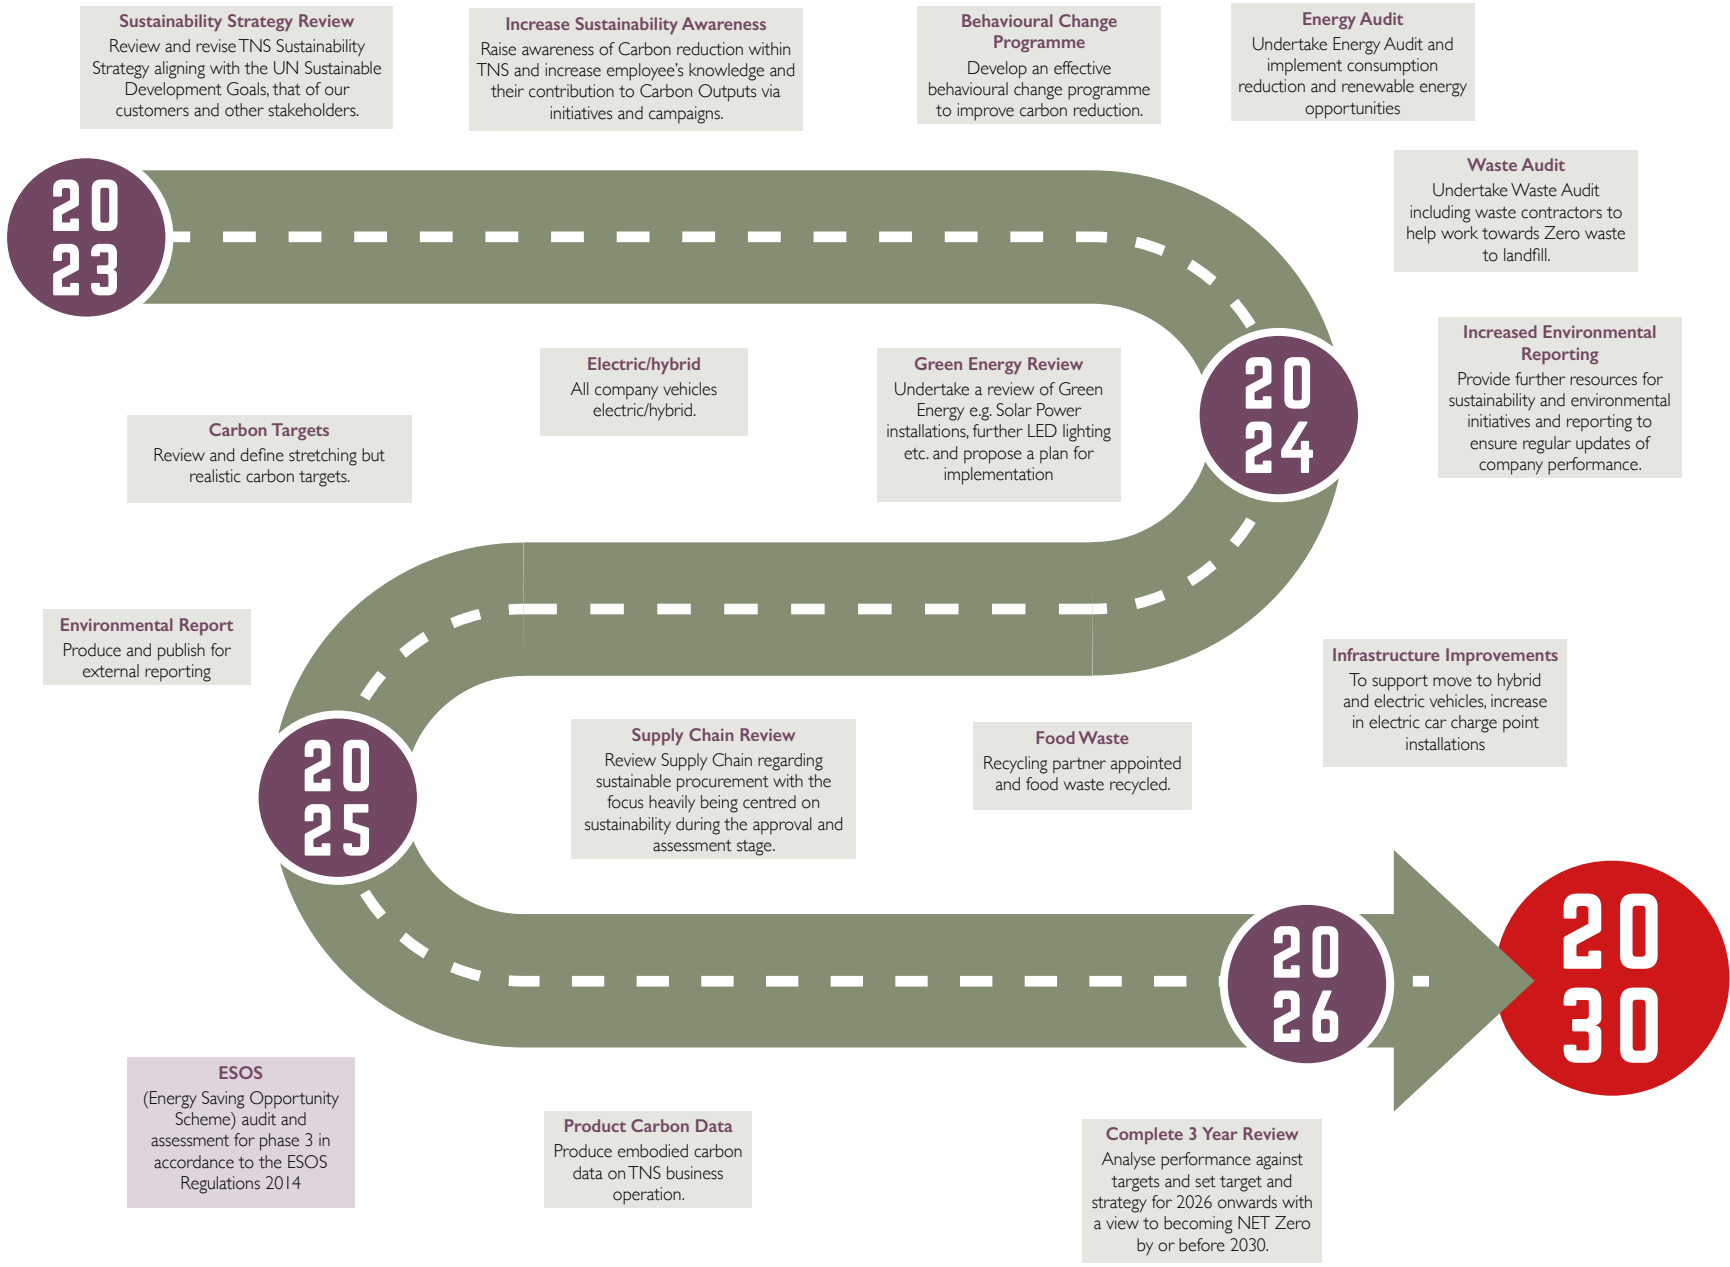 Sustainability Strategy Review
Review and revise TNS Sustainability
Strategy aligning with the UN Sustainable
Development Goals, that of our
customers and other stakeholders.
Increase Sustainability Awareness
Raise awareness of Carbon reduction within
TNS and increase employee's knowledge and
their contribution to Carbon Outputs via
initiatives and campaigns.
Behavioural Change
Programme
Develop an effective
behavioural change programme
to improve carbon reduction.
Energy Audit
Undertake Energy Audit and
implement consumption
reduction and renewable energy
opportunities
Waste Audit
Undertake Waste Audit
including waste contractors to
help work towards Zero waste
to landfill.
20
23
Increased Environmental
Reporting
Provide further resources for
sustainability and environmental
initiatives and reporting to
ensure regular updates of
company performance.
Carbon Targets
Review and define stretching but
realistic carbon targets.
Electric/hybrid
All company vehicles
electric/hybrid.
Green Energy Review
Undertake a review of Green
Energy e.g. Solar Power
installations, further LED lighting
etc. and propose a plan for
implementation
20
24
Environmental Report
Produce and publish for
external reporting
Infrastructure Improvements
To support move to hybrid
and electric vehicles, increase
in electric car charge point
installations
20
25
Supply Chain Review
Review Supply Chain regarding
sustainable procurement with the
focus heavily being centred on
sustainability during the approval and
assessment stage.
Food Waste
Recycling partner appointed
and food waste recycled.
20
26
20
30
ESOS
(Energy Saving Opportunity
Scheme) audit and
assessment for phase 3 in
accordance to the ESOS
Regulations 2014
Product Carbon Data
Produce embodied carbon
data on TNS business
operation.
Complete 3 Year Review
Analyse performance against
targets and set target and
strategy for 2026 onwards with
a view to becoming NET Zero
by or before 2030.